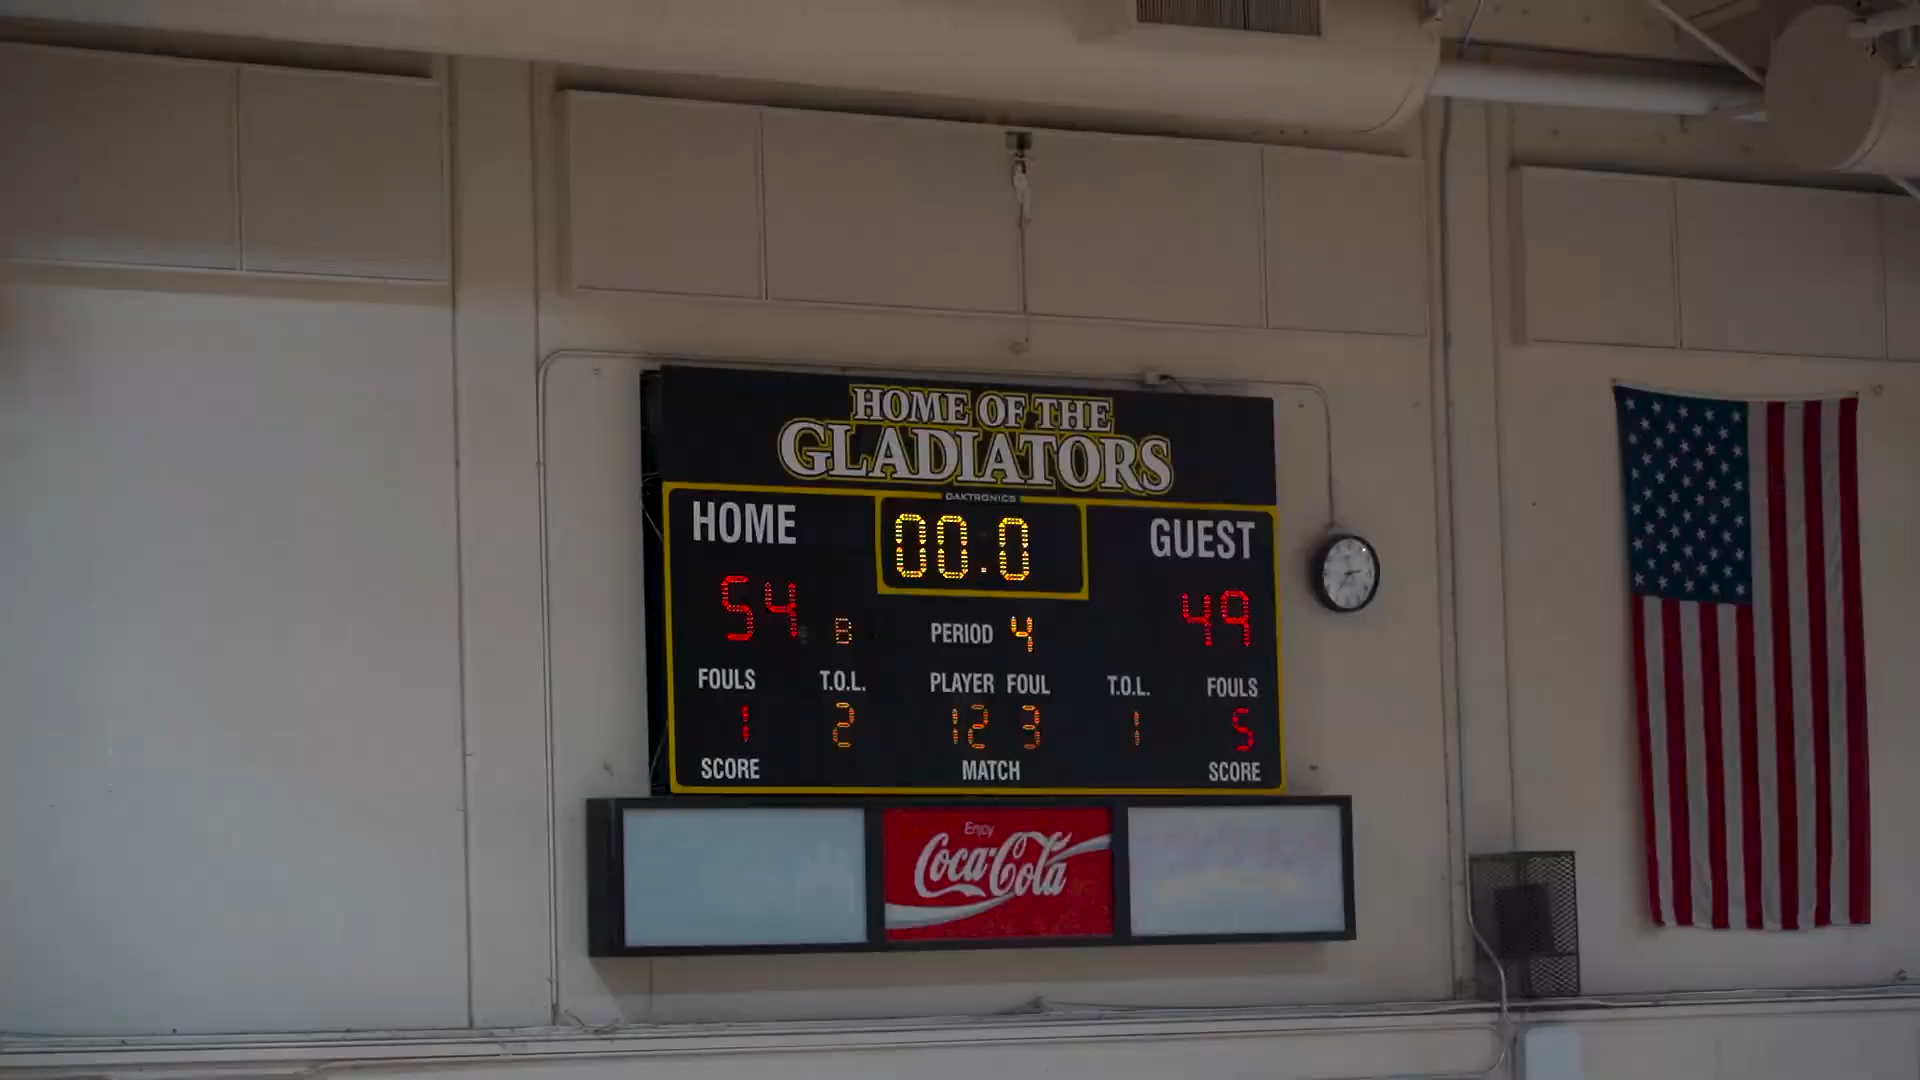 HOME OF THE
GLADIATORS
DAKTRONICS
HOME 00.0 GUEST
54 B PERIOD 4 49
FOULS T.O.L. PLAYER FOUL T.O.L. FOULS
1 2 12 3 1 5
SCORE MATCH SCORE
Enjoy
Coca-Cola